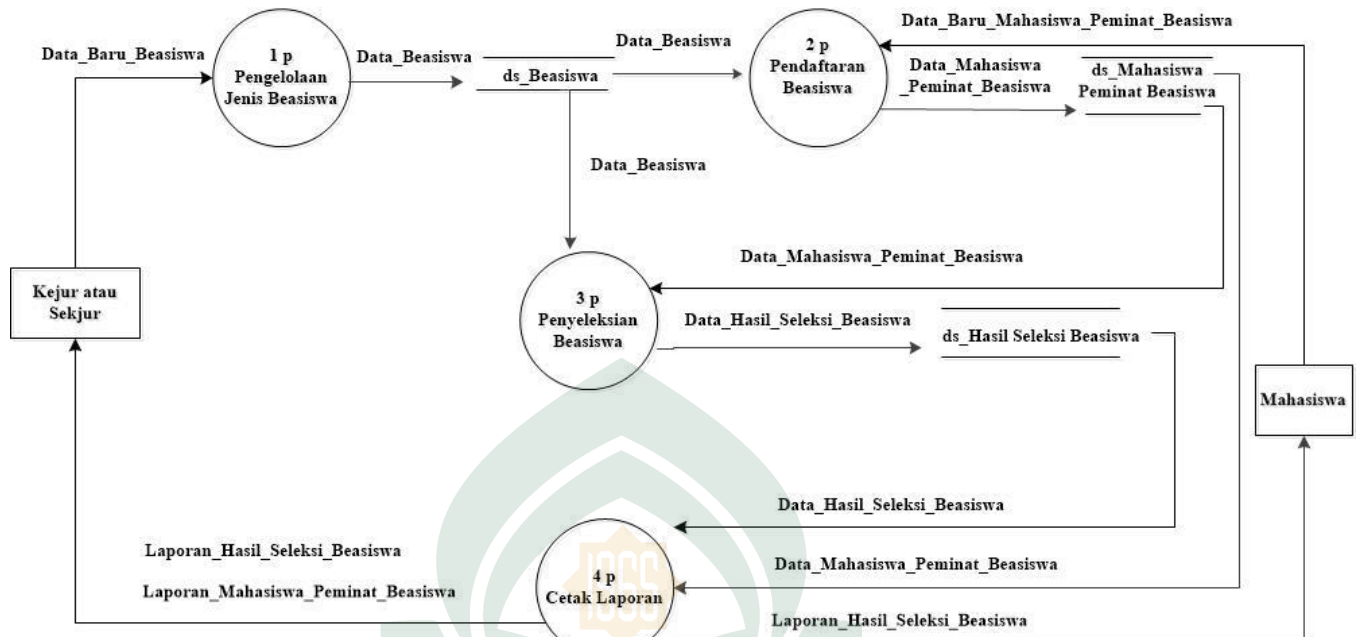 Data_Baru_Mahasiswa_Peminat_Beasiswa
Data_Baru_Beasiswa
1 p
Pengelolaan
Jenis Beasiswa
Data_Beasiswa
ds_Beasiswa
Data_Beasiswa
2 p
Pendaftaran
Beasiswa
Data_Mahasiswa
_Peminat_Beasiswa
ds_Mahasiswa
Peminat Beasiswa
Data_Beasiswa
Data_Mahasiswa_Peminat_Beasiswa
Kejur atau
Sekjur
3 p
Penyeleksian
Beasiswa
Data_Hasil_Seleksi_Beasiswa
ds_Hasil Seleksi Beasiswa
Mahasiswa
Data_Hasil_Seleksi_Beasiswa
Laporan_Hasil_Seleksi_Beasiswa
Laporan_Mahasiswa_Peminat_Beasiswa
1965
4 p
Cetak Laporan
Data_Mahasiswa_Peminat_Beasiswa
Laporan_Hasil_Seleksi_Beasiswa